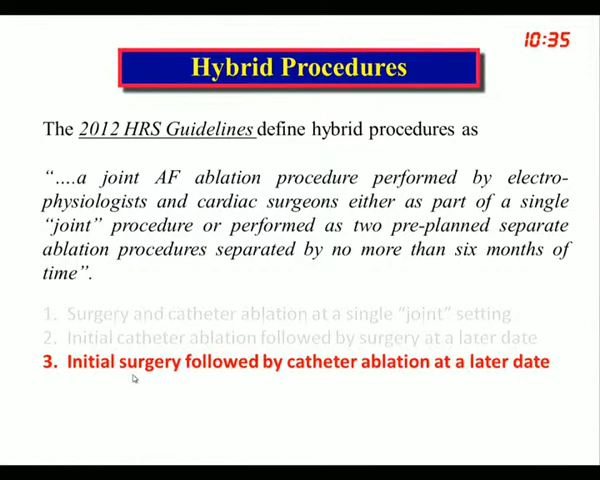 10:35
Hybrid Procedures
The 2012 HRS Guidelines define hybrid procedures as
“….a joint AF ablation procedure performed by electro-
physiologists and cardiac surgeons either as part of a single
“joint” procedure or performed as two pre-planned separate
ablation procedures separated by no more than six months of
time”.
1. Surgery and catheter ablation at a single “joint” setting
2. Initial catheter ablation followed by surgery at a later date
3. Initial surgery followed by catheter ablation at a later date